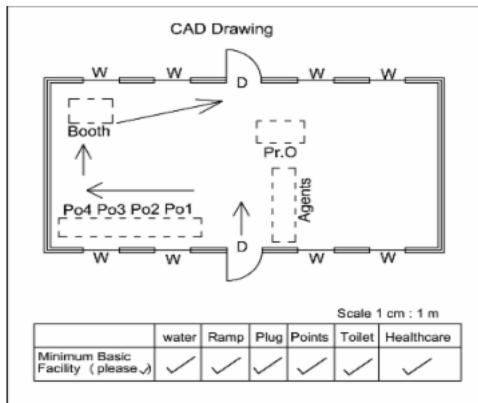 CAD Drawing
W W D W W
Booth
Pr.O
Agents
Po4 Po3 Po2 Po1
W W D W W
Scale 1 cm : 1 m
water Ramp Plug Points Toilet Healthcare
Minimum Basic
Facility (please ✓) ✓ ✓ ✓ ✓ ✓ ✓